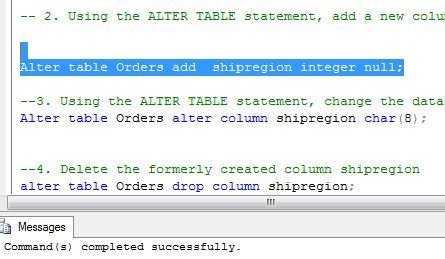 -- 2. Using the ALTER TABLE statement, add a new
Alter table Orders add  shipregion integer null;
--3. Using the ALTER TABLE statement, change the data
Alter table Orders alter column shipregion char(8);
--4. Delete the formerly created column shipregion
alter table Orders drop column shipregion;
Messages
Command(s) completed successfully.